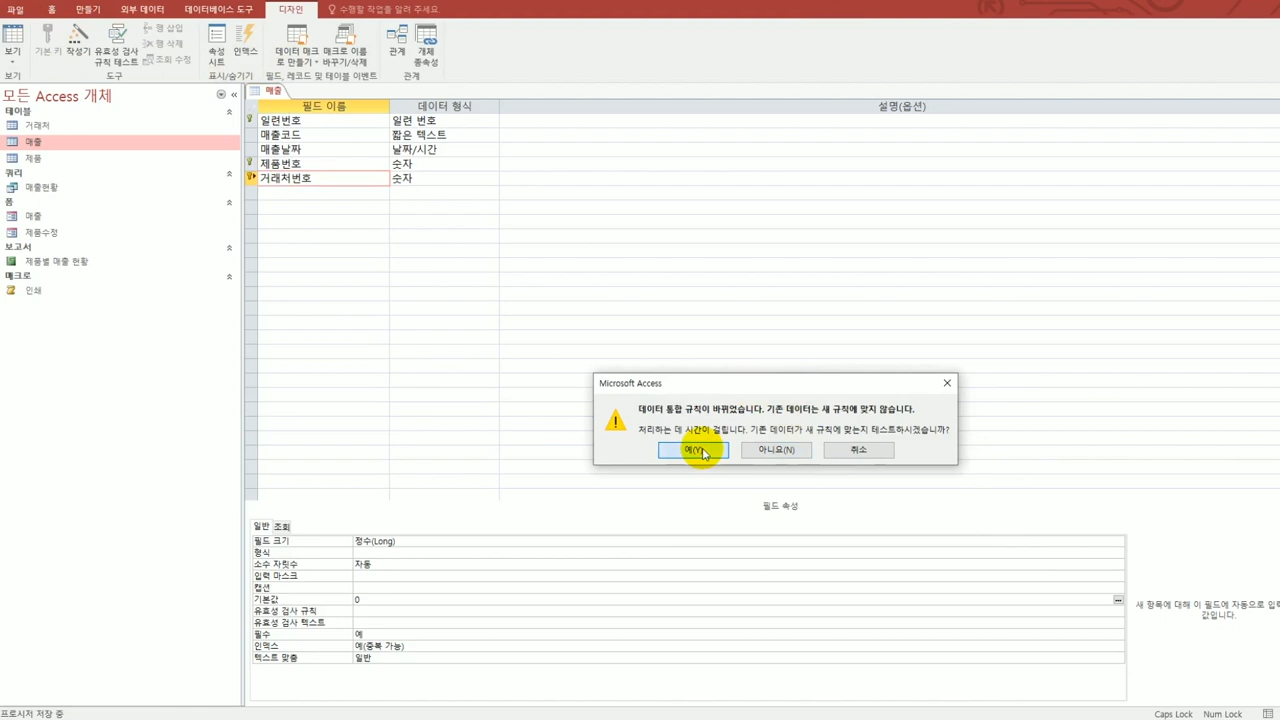 파일 홈 만들기 외부 데이터 데이터베이스 도구 디자인 수행할 작업을 알려 주세요.
보기
기본 키
작성기
유효성 검사
규칙 테스트
행 삽입
행 삭제
조회 수정
속성
시트
인덱스
데이터 매크
로 만들기
매크로 이름
바꾸기/삭제
관계
개체
종속성
보기 도구 표시/숨기기 필드, 레코드 및 테이블 이벤트 관계
모든 Access 개체
테이블
거래처
매출
제품
쿼리
매출현황
폼
매출
제품수정
보고서
제품별 매출 현황
매크로
인쇄
매출
필드 이름 데이터 형식 설명(옵션)
일련번호 일련 번호
매출코드 짧은 텍스트
매출날짜 날짜/시간
제품번호 숫자
거래처번호 숫자
Microsoft Access
데이터 통합 규칙이 바뀌었습니다. 기존 데이터는 새 규칙에 맞지 않습니다.
처리하는 데 시간이 걸립니다. 기존 데이터가 새 규칙에 맞는지 테스트하시겠습니까?
예(Y) 아니요(N) 취소
필드 속성
일반 조회
필드 크기 정수(Long)
형식
소수 자릿수 자동
입력 마스크
캡션
기본값 0
유효성 검사 규칙
유효성 검사 텍스트
필수 예
인덱스 예(중복 가능)
텍스트 맞춤 일반
새 항목에 대해 이 필드에 자동으로 입력
값입니다.
프로시저 저장 중
Caps Lock Num Lock